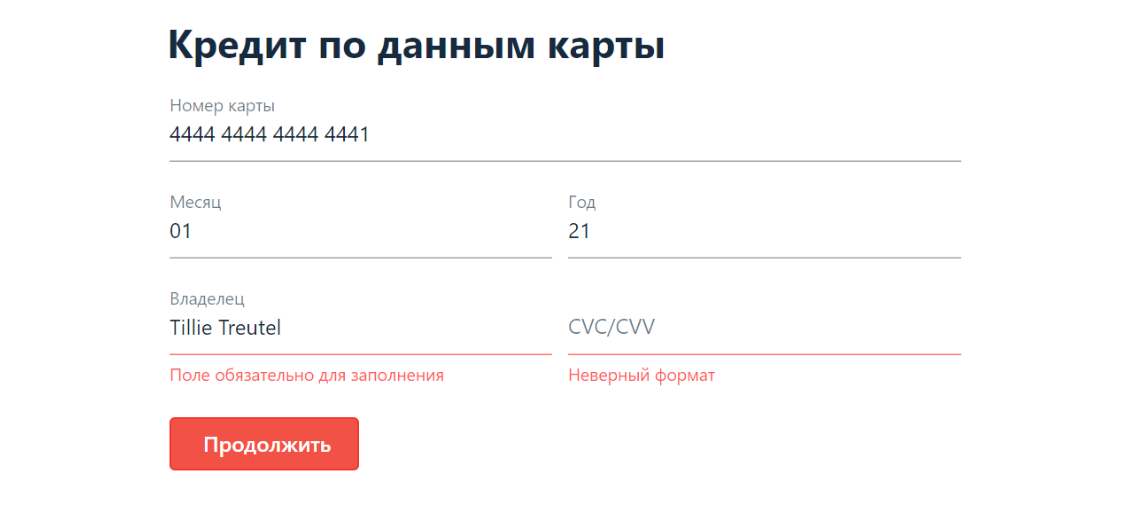 Кредит по данным карты
Номер карты
4444 4444 4444 4441
Месяц
Год
01
21
Владелец
Tillie Treutel
CVC/CVV
Поле обязательно для заполнения
Неверный формат
Продолжить